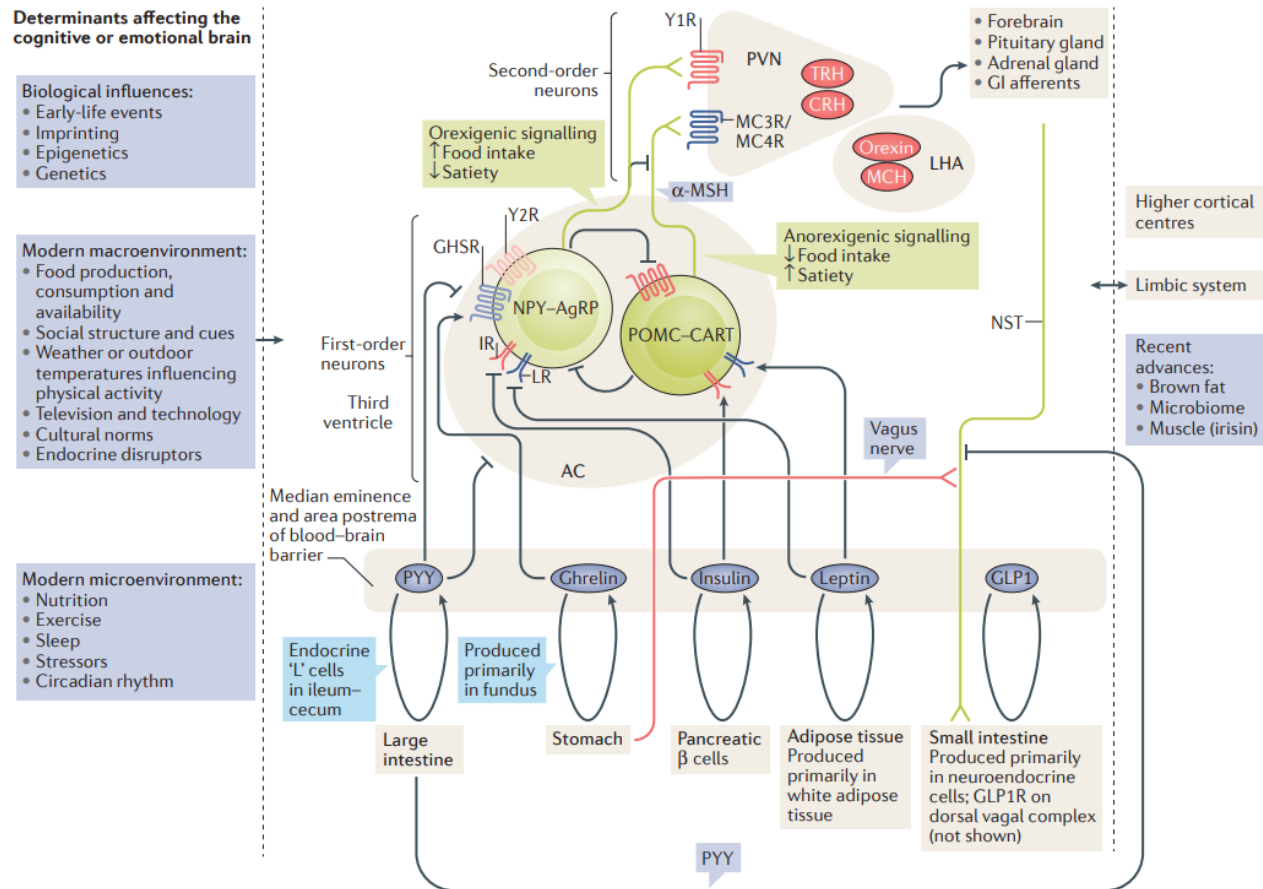 Determinants affecting the
cognitive or emotional brain
Biological influences:
• Early-life events
• Imprinting
• Epigenetics
• Genetics
Modern macroenvironment:
• Food production,
consumption and
availability
• Social structure and cues
• Weather or outdoor
temperatures influencing
physical activity
• Television and technology
• Cultural norms
• Endocrine disruptors
Modern microenvironment:
• Nutrition
• Exercise
• Sleep
• Stressors
• Circadian rhythm
Second-order
neurons
Y1R
PVN
TRH
CRH
MC3R/
MC4R
Orexin
MCH
LHA
• Forebrain
• Pituitary gland
• Adrenal gland
• GI afferents
Orexigenic signalling
↑ Food intake
↓ Satiety
α-MSH
Anorexigenic signalling
↓ Food intake
↑ Satiety
First-order
neurons
Third
ventricle
Y2R
GHSR
NPY–AgRP
IR
LR
POMC–CART
AC
NST
Vagus
nerve
Higher cortical
centres
Limbic system
Recent
advances:
• Brown fat
• Microbiome
• Muscle (irisin)
Median eminence
and area postrema
of blood–brain
barrier
PYY
Ghrelin
Insulin
Leptin
GLP1
Endocrine
‘L’ cells
in ileum–
cecum
Produced
primarily
in fundus
Large
intestine
Stomach
Pancreatic
β cells
Adipose tissue
Produced
primarily in
white adipose
tissue
Small intestine
Produced primarily
in neuroendocrine
cells; GLP1R on
dorsal vagal complex
(not shown)
PYY